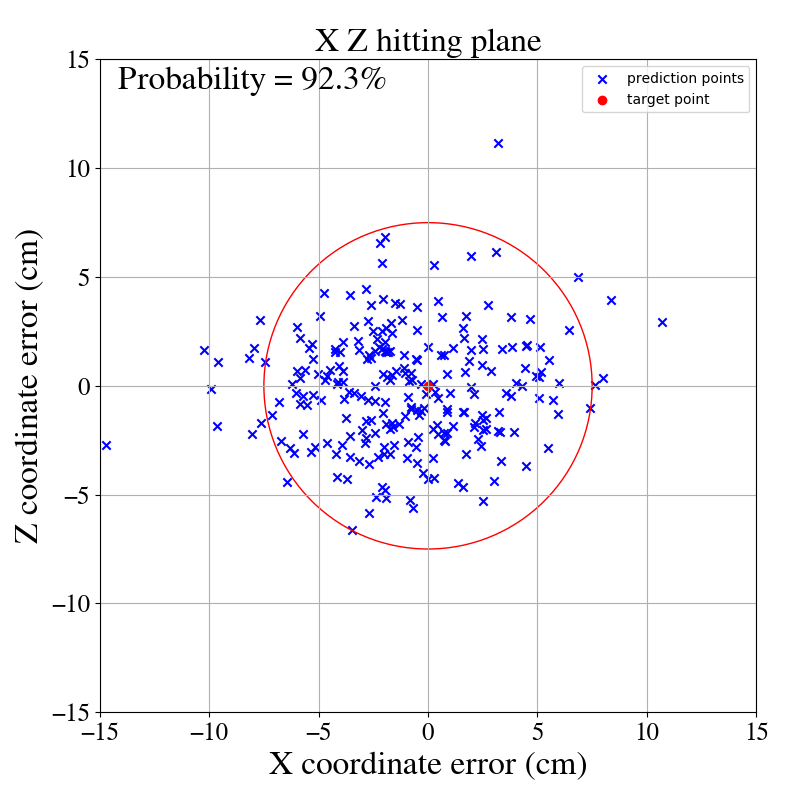 X Z hitting plane
Probability = 92.3%
prediction points
target point
15
10
5
0
−5
−10
−15
Z coordinate error (cm)
−15 −10 −5 0 5 10 15
X coordinate error (cm)